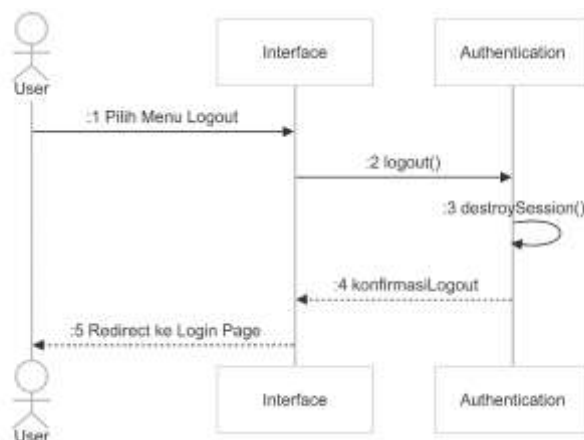 Interface
Authentication
User
:1 Pilih Menu Logout
:2 logout()
:3 destroySession()
:4 konfirmasiLogout
:5 Redirect ke Login Page
Interface
Authentication
User